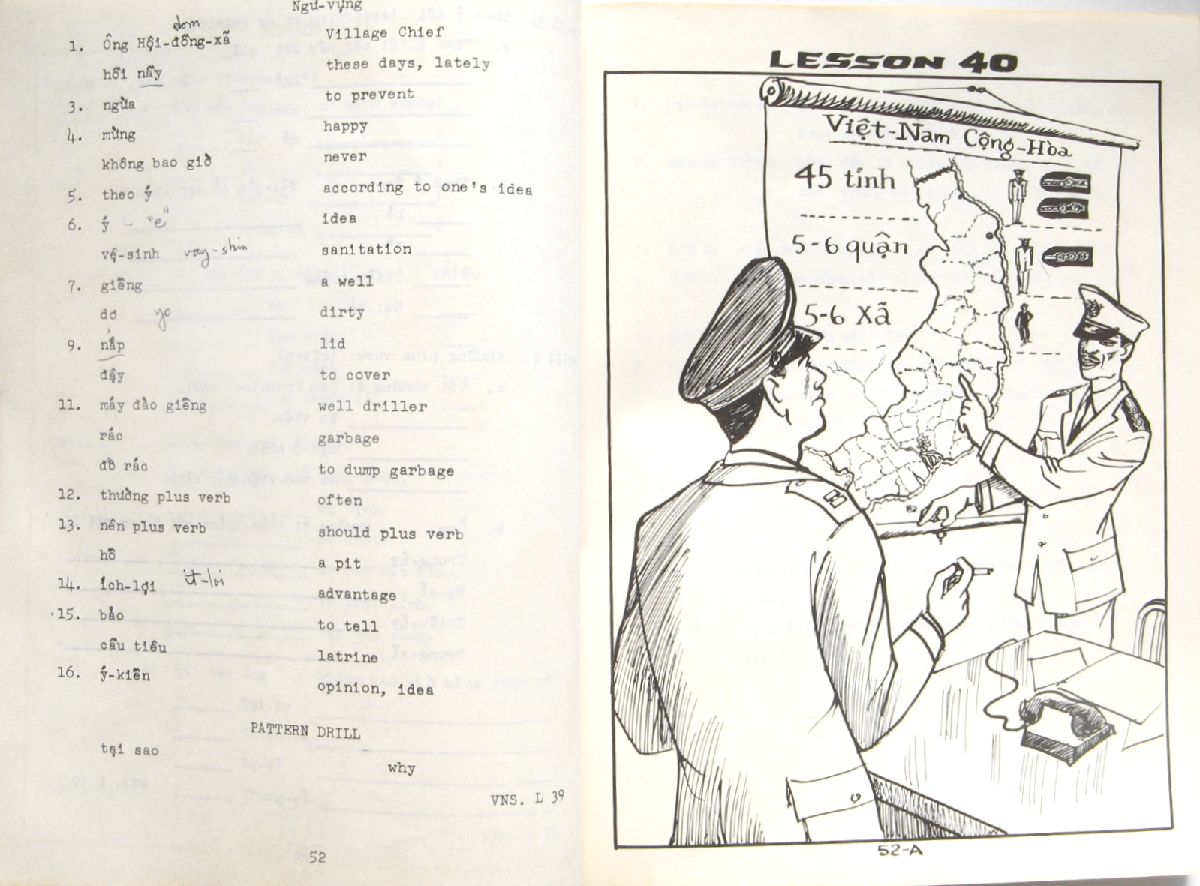 Ngữ-vựng
dom
1. Ông Hội-đồng-xã Village Chief
hồi nầy these days, lately
3. ngừa to prevent
4. mừng happy
không bao giờ never
5. theo ý according to one's idea
6. ý - "e" idea
vệ-sinh vay-shin sanitation
7. giếng a well
dơ yo dirty
9. nắp lid
đậy to cover
11. máy đào giếng well driller
rác garbage
đổ rác to dump garbage
12. thường plus verb often
13. nên plus verb should plus verb
hố a pit
14. ích-lợi it-loi advantage
15. bảo to tell
cầu tiêu latrine
16. ý-kiến opinion, idea
PATTERN DRILL
tại sao why
VNS. L 39
52
LESSON 40
Việt-Nam Cộng-Hòa
45 tỉnh
5-6 quận
5-6 Xã
52-A